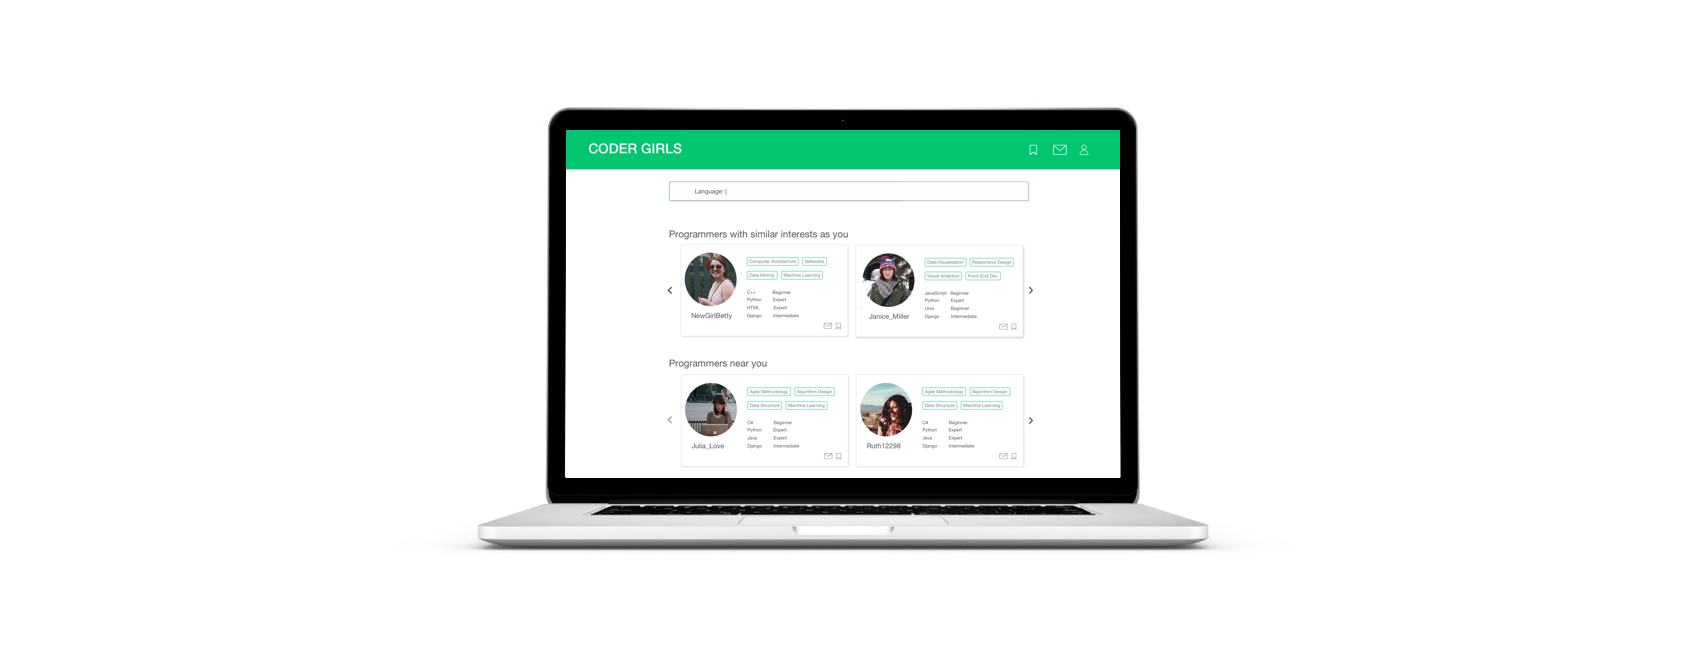 CODER GIRLS
Language: |
Programmers with similar interests as you
Computer Architecture Networks
Data Mining Machine Learning
C++ Beginner
Python Expert
HTML Expert
Django Intermediate
NewGirlBetty
Data Visualisation Responsive Design
Visual Analytics Front-End Dev
JavaScript Beginner
Python Expert
Unix Beginner
Django Intermediate
Janice_Miller
Programmers near you
Agile Methodology Algorithm Design
Data Structure Machine Learning
C# Beginner
Python Expert
Java Expert
Django Intermediate
Julia_Love
Agile Methodology Algorithm Design
Data Structure Machine Learning
C# Beginner
Python Expert
Java Expert
Django Intermediate
Ruth12298